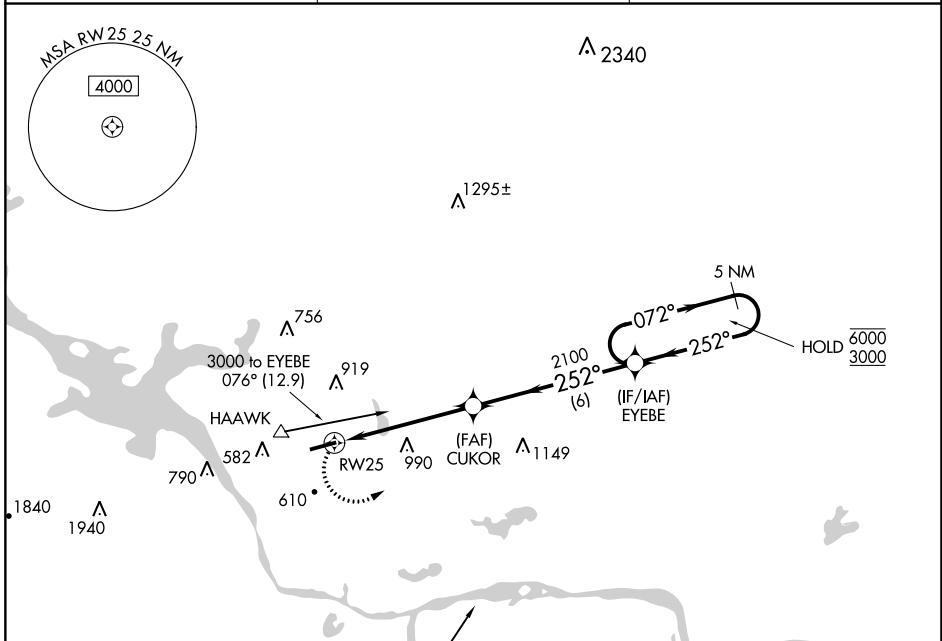 MSA RW25 25 NM
4000
2340
1295±
5 NM
072°
HOLD 6000
3000
252°
756
3000 to EYEBE
076° (12.9)
919
2100
252°
(6)
(IF/IAF)
EYEBE
HAAWK
(FAF)
CUKOR
582
RW25
990
1149
790
610
1840
1940